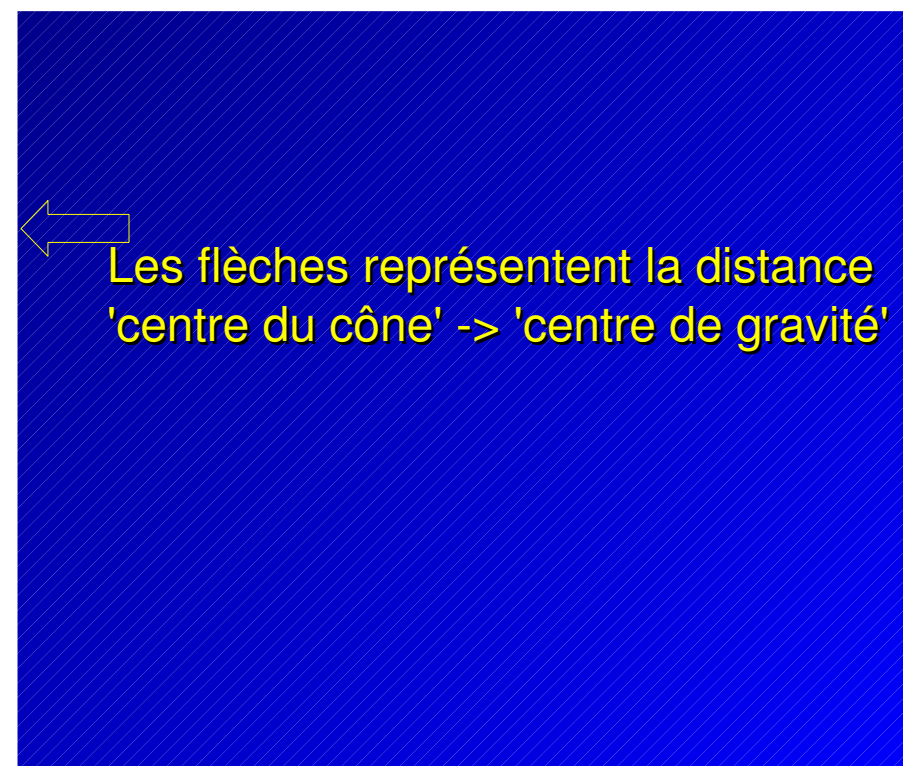 Les flèches représentent la distance
'centre du cône' -> 'centre de gravité'